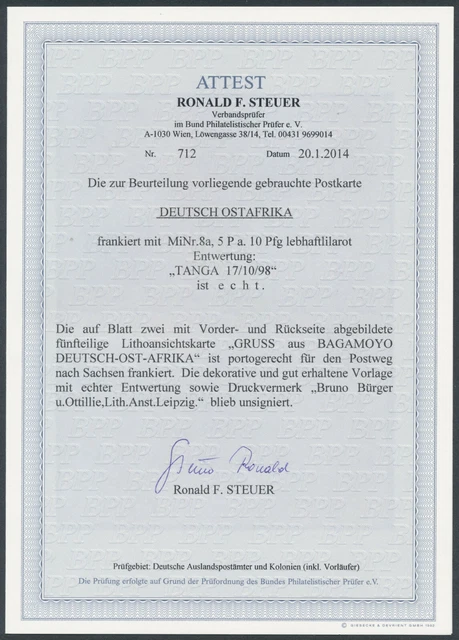 ATTEST
RONALD F. STEUER
Verbandsprüfer
im Bund Philatelistischer Prüfer e. V.
A-1030 Wien, Löwengasse 38/14, Tel. 00431 9699014
Nr. 712 Datum 20.1.2014
Die zur Beurteilung vorliegende gebrauchte Postkarte
DEUTSCH OSTAFRIKA
frankiert mit MiNr.8a, 5 P a. 10 Pfg lebhaftlilarot
Entwertung:
„TANGA 17/10/98“
ist e c h t .
Die auf Blatt zwei mit Vorder- und Rückseite abgebildete
fünfteilige Lithoansichtskarte „GRUSS aus BAGAMOYO
DEUTSCH-OST-AFRIKA“ ist portogerecht für den Postweg
nach Sachsen frankiert. Die dekorative und gut erhaltene Vorlage
mit echter Entwertung sowie Druckvermerk „Bruno Bürger
u.Ottillie,Lith.Anst.Leipzig.“ blieb unsigniert.
Ronald
Ronald F. STEUER
Prüfgebiet: Deutsche Auslandspostämter und Kolonien (inkl. Vorläufer)
Die Prüfung erfolgte auf Grund der Prüfordnung des Bundes Philatelistischer Prüfer e.V.
© GIESECKE & DEVRIENT GMBH